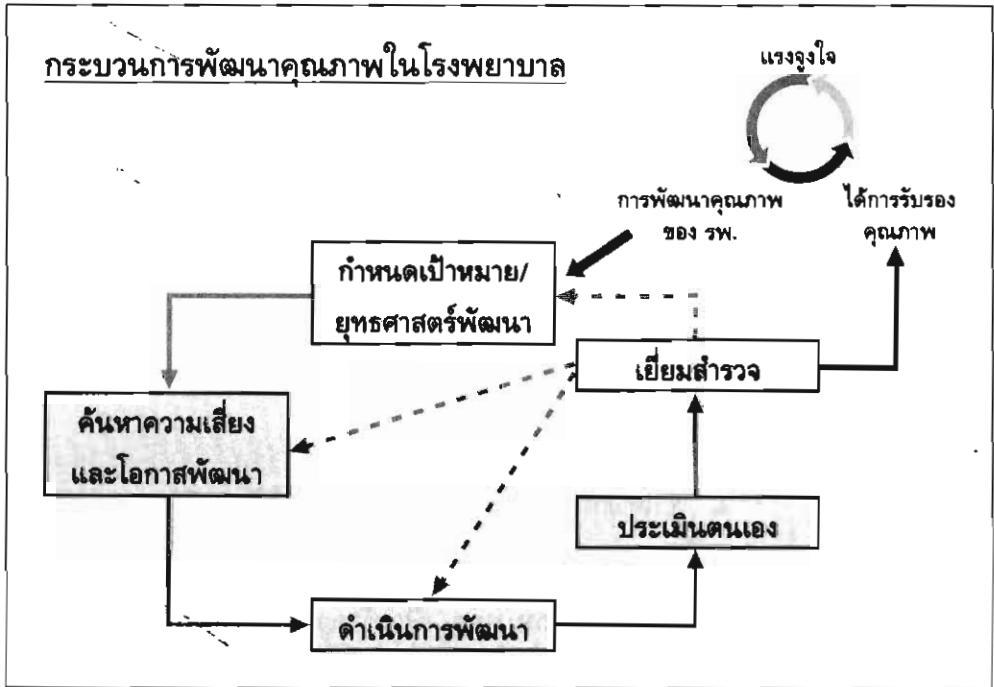 กระบวนการพัฒนาคุณภาพในโรงพยาบาล
แรงจูงใจ
การพัฒนาคุณภาพ
ของ รพ.
ได้การรับรอง
คุณภาพ
กำหนดเป้าหมาย/
ยุทธศาสตร์พัฒนา
เยี่ยมสำรวจ
ค้นหาความเสี่ยง
และโอกาสพัฒนา
ประเมินตนเอง
ดำเนินการพัฒนา